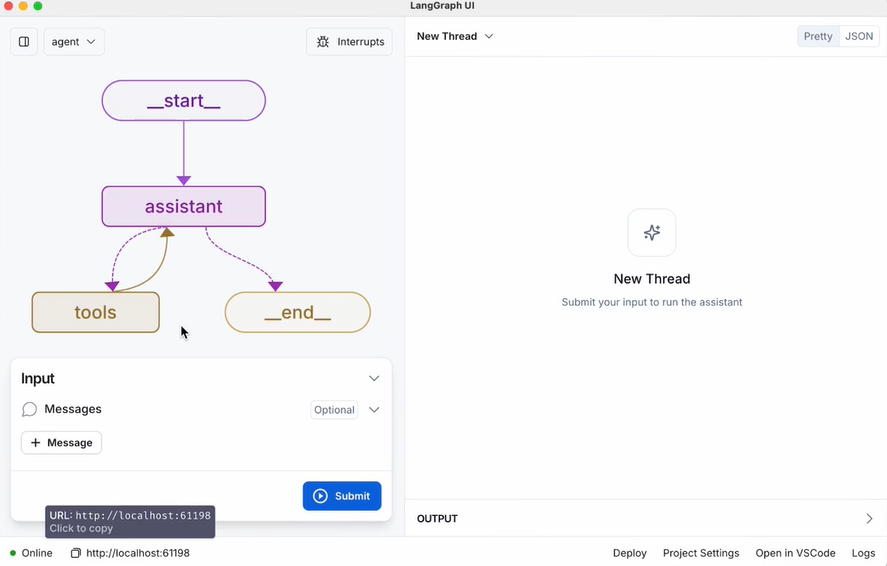 LangGraph UI
agent
Interrupts
__start__
assistant
tools
__end__
Input
Messages
Optional
+ Message
Submit
URL: http://localhost:61198
Click to copy
Online
http://localhost:61198
New Thread
Pretty
JSON
New Thread
Submit your input to run the assistant
OUTPUT
Deploy
Project Settings
Open in VSCode
Logs